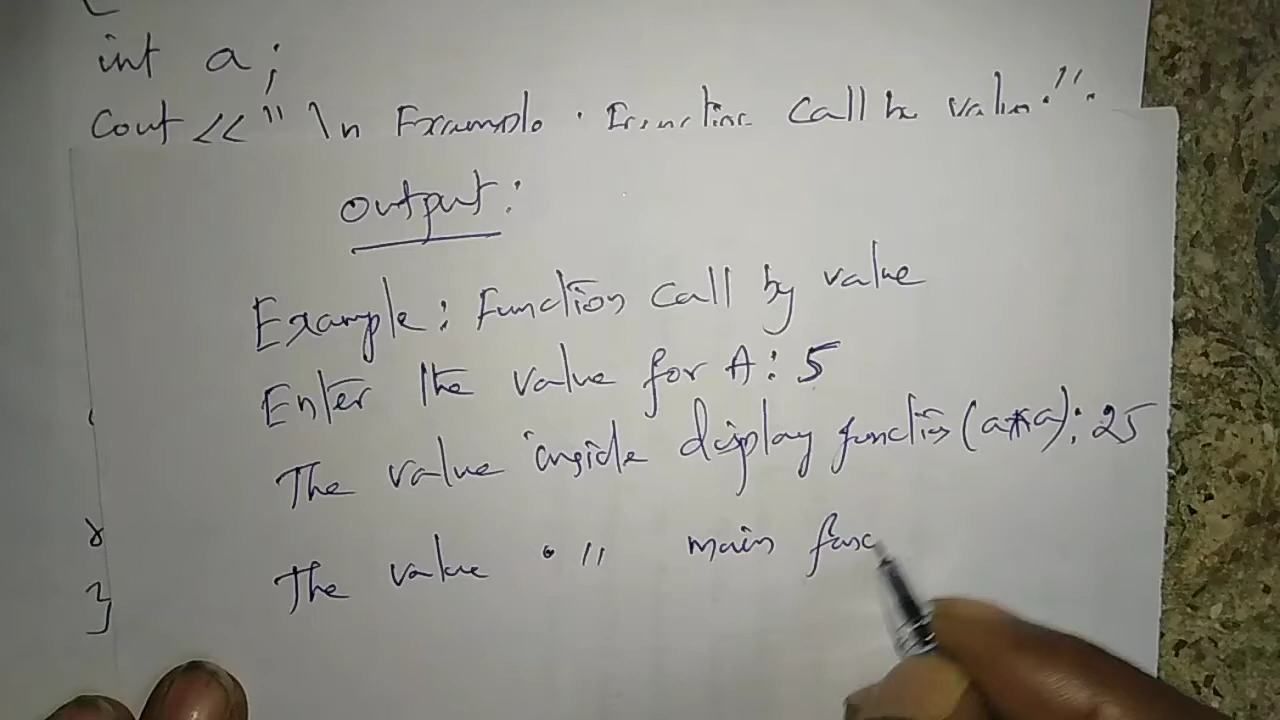 int a;
Cout <<" \n Example : Function Call by value.".
Output:
Example: Function Call by value
Enter the value for A: 5
The value inside display function (a*a): 25
The value " main func
}